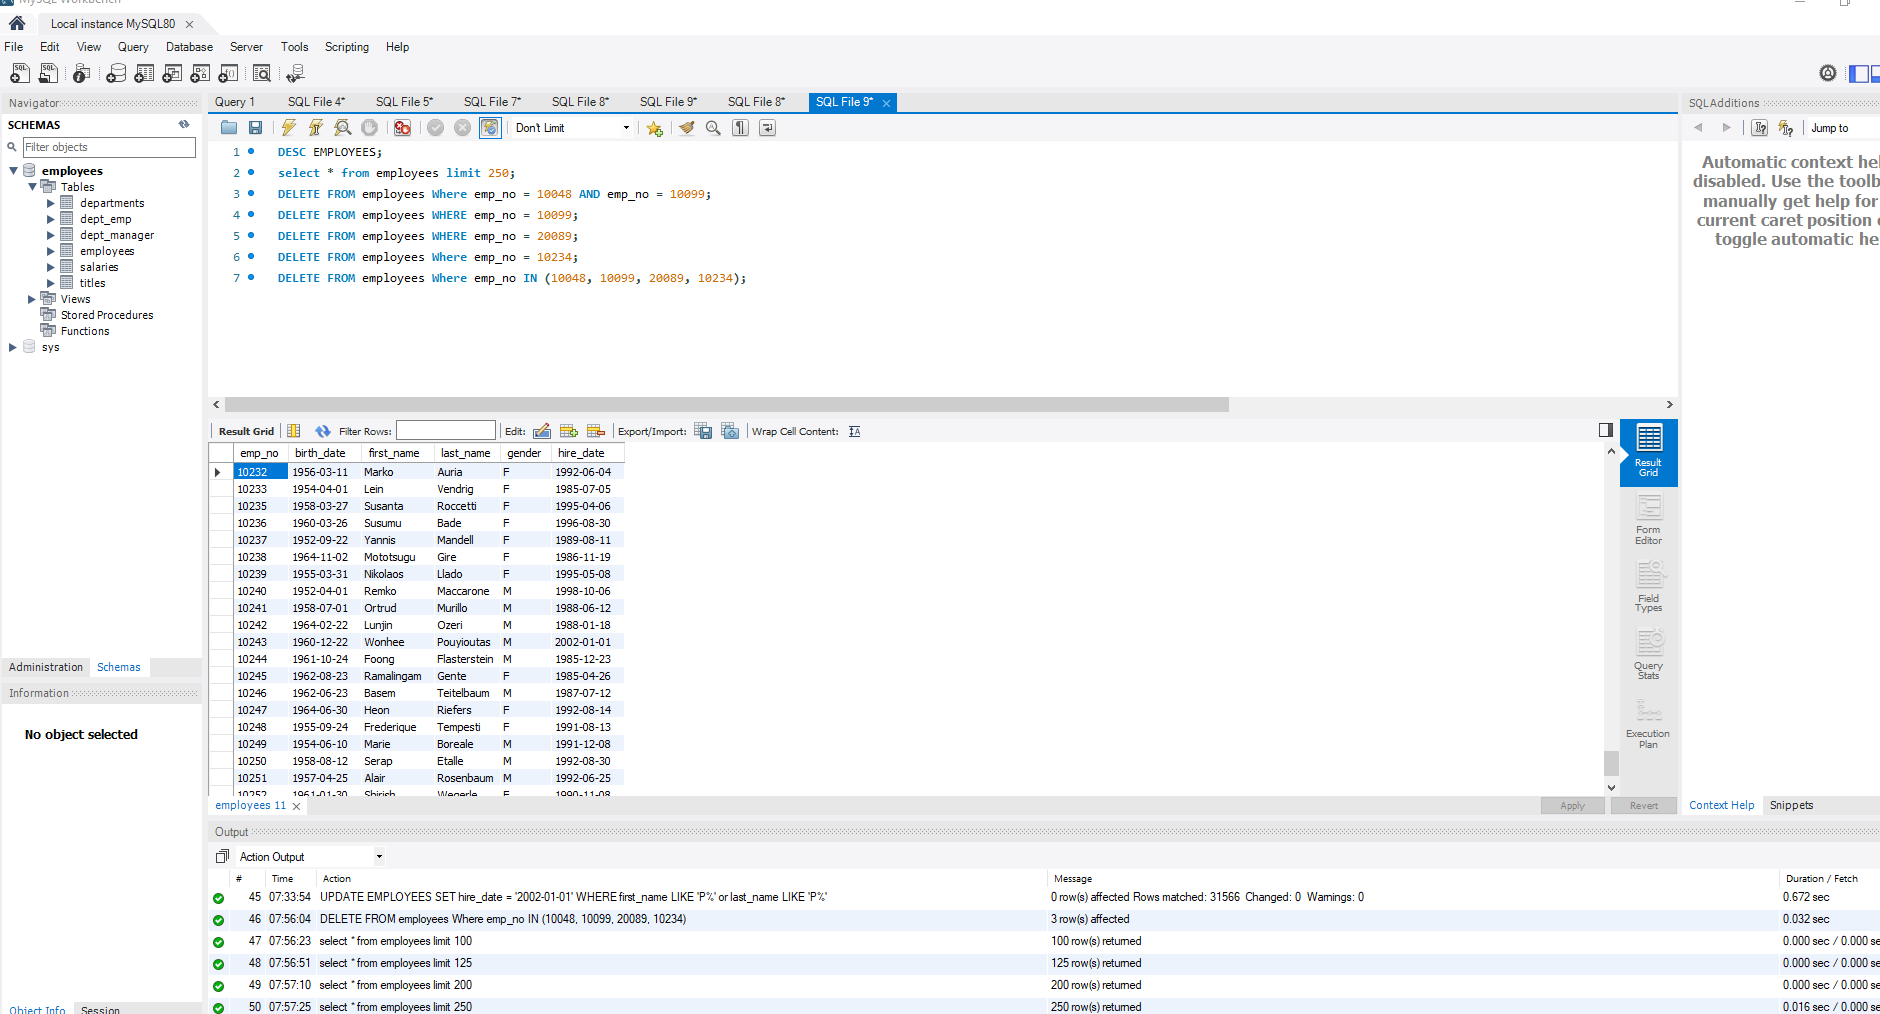 MySQL Workbench
Local instance MySQL80
File Edit View Query Database Server Tools Scripting Help
Navigator
SCHEMAS
Filter objects
employees
Tables
departments
dept_emp
dept_manager
employees
salaries
titles
Views
Stored Procedures
Functions
sys
Administration Schemas
Information
No object selected
Object Info Session
Query 1 SQL File 4* SQL File 5* SQL File 7* SQL File 8* SQL File 9* SQL File 8* SQL File 9*
Don't Limit
1 DESC EMPLOYEES;
2 select * from employees limit 250;
3 DELETE FROM employees Where emp_no = 10048 AND emp_no = 10099;
4 DELETE FROM employees WHERE emp_no = 10099;
5 DELETE FROM employees WHERE emp_no = 20089;
6 DELETE FROM employees Where emp_no = 10234;
7 DELETE FROM employees Where emp_no IN (10048, 10099, 20089, 10234);
Result Grid Filter Rows: Edit: Export/Import: Wrap Cell Content:
emp_no birth_date first_name last_name gender hire_date
10232 1956-03-11 Marko Auria F 1992-06-04
10233 1954-04-01 Lein Vendrig F 1985-07-05
10235 1958-03-27 Susanta Roccetti F 1995-04-06
10236 1960-03-26 Susumu Bade F 1996-08-30
10237 1952-09-22 Yannis Mandell F 1989-08-11
10238 1964-11-02 Mototsugu Gire F 1986-11-19
10239 1955-03-31 Nikolaos Llado F 1995-05-08
10240 1952-04-01 Remko Maccarone M 1998-10-06
10241 1958-07-01 Ortrud Murillo M 1988-06-12
10242 1964-02-22 Lunjin Ozeri M 1988-01-18
10243 1960-12-22 Wonhee Pouyioutas M 2002-01-01
10244 1961-10-24 Foong Flasterstein M 1985-12-23
10245 1962-08-23 Ramalingam Gente F 1985-04-26
10246 1962-06-23 Basem Teitelbaum M 1987-07-12
10247 1964-06-30 Heon Riefers F 1992-08-14
10248 1955-09-24 Frederique Tempesti F 1991-08-13
10249 1954-06-10 Marie Boreale M 1991-12-08
10250 1958-08-12 Serap Etalle M 1992-08-30
10251 1957-04-25 Alair Rosenbaum M 1992-06-25
10252 1961-01-30 Shirish Wegerle F 1990-11-08
Result
Grid
Form
Editor
Field
Types
Query
Stats
Execution
Plan
employees 11
Apply Revert
SQLAdditions
Jump to
Automatic context hel
disabled. Use the toolb
manually get help for
current caret position
toggle automatic he
Context Help Snippets
Output
Action Output
# Time Action Message Duration / Fetch
45 07:33:54 UPDATE EMPLOYEES SET hire_date = '2002-01-01' WHERE first_name LIKE 'P%' or last_name LIKE 'P%' 0 row(s) affected Rows matched: 31566 Changed: 0 Warnings: 0 0.672 sec
46 07:56:04 DELETE FROM employees Where emp_no IN (10048, 10099, 20089, 10234) 3 row(s) affected 0.032 sec
47 07:56:23 select * from employees limit 100 100 row(s) returned 0.000 sec / 0.000 se
48 07:56:51 select * from employees limit 125 125 row(s) returned 0.000 sec / 0.000 se
49 07:57:10 select * from employees limit 200 200 row(s) returned 0.000 sec / 0.000 se
50 07:57:25 select * from employees limit 250 250 row(s) returned 0.016 sec / 0.000 se